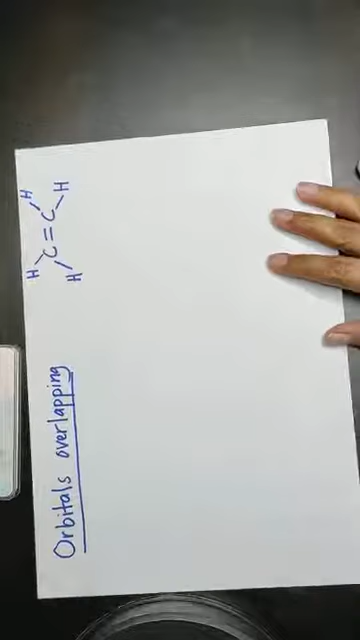 Orbitals overlapping
H H
C = C
H H